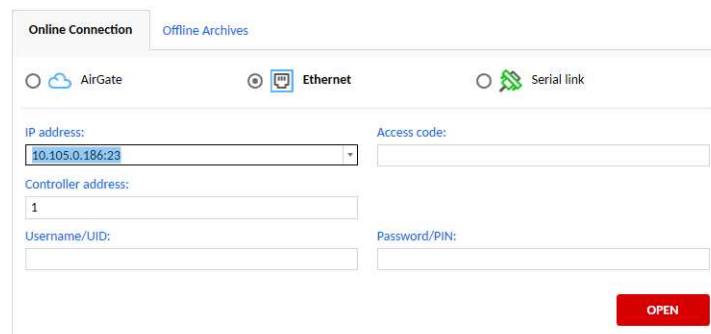 Online Connection Offline Archives
AirGate Ethernet Serial link
IP address: Access code:
10.105.0.186:23
Controller address:
1
Username/UID: Password/PIN:
OPEN